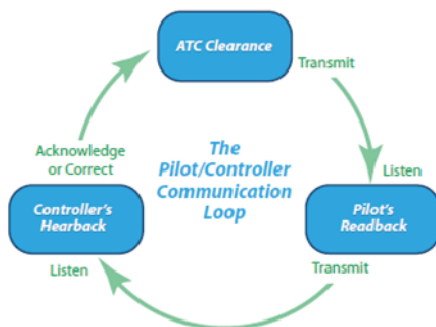 ATC Clearance
Transmit
Listen
Pilot's
Readback
Transmit
Listen
Controller's
Hearback
Acknowledge
or Correct
The
Pilot/Controller
Communication
Loop